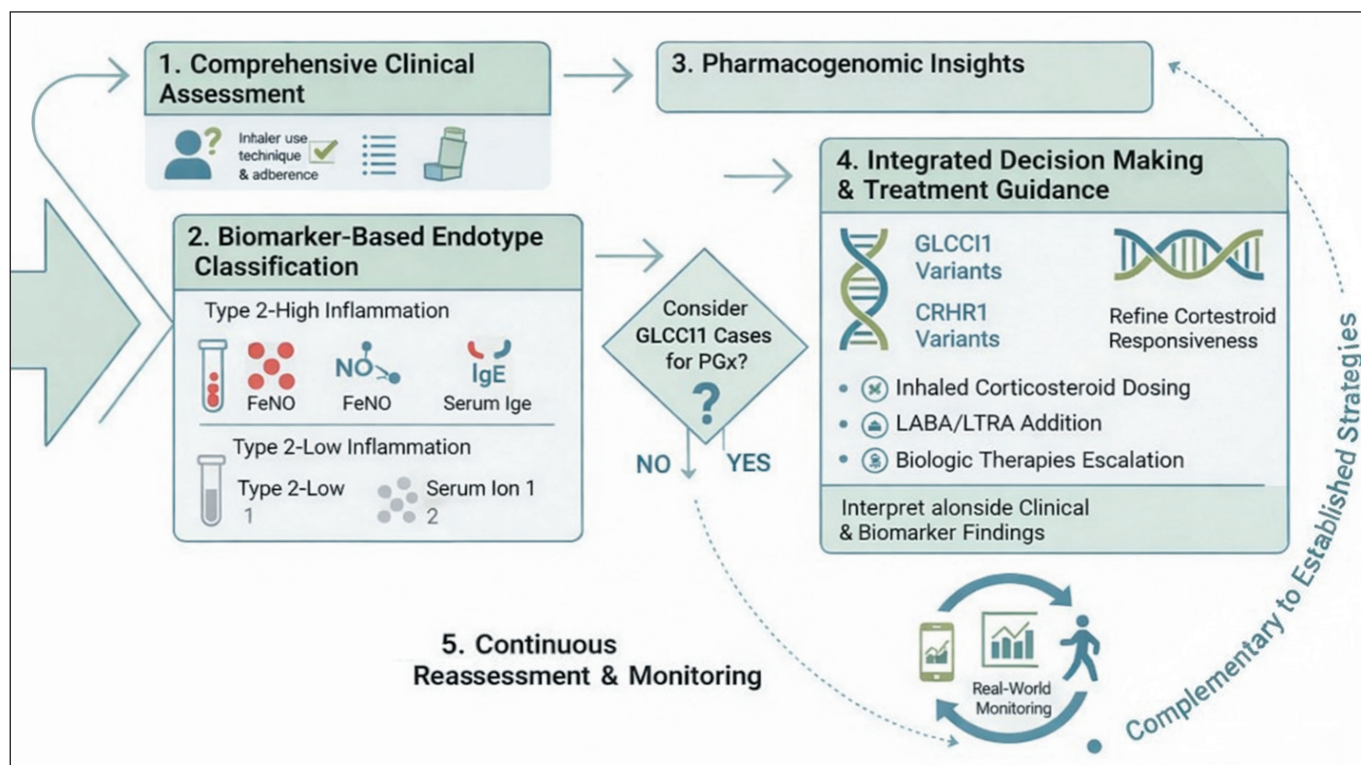 1. Comprehensive Clinical
Assessment
Inhaler use
technique
& adherence
2. Biomarker-Based Endotype
Classification
Type 2-High Inflammation
NO
IgE
FeNO
FeNO
Serum Ige
Type 2-Low Inflammation
Type 2-Low
1
Serum Ion 1
2
3. Pharmacogenomic Insights
Consider
GLCC11 Cases
for PGx?
?
NO
YES
4. Integrated Decision Making
& Treatment Guidance
GLCCI1
Variants
CRHR1
Variants
Refine Cortestroid
Responsiveness
• Inhaled Corticosteroid Dosing
• LABA/LTRA Addition
• Biologic Therapies Escalation
Interpret alonside Clinical
& Biomarker Findings
5. Continuous
Reassessment & Monitoring
Real-World
Monitoring
Complementary to Established Strategies